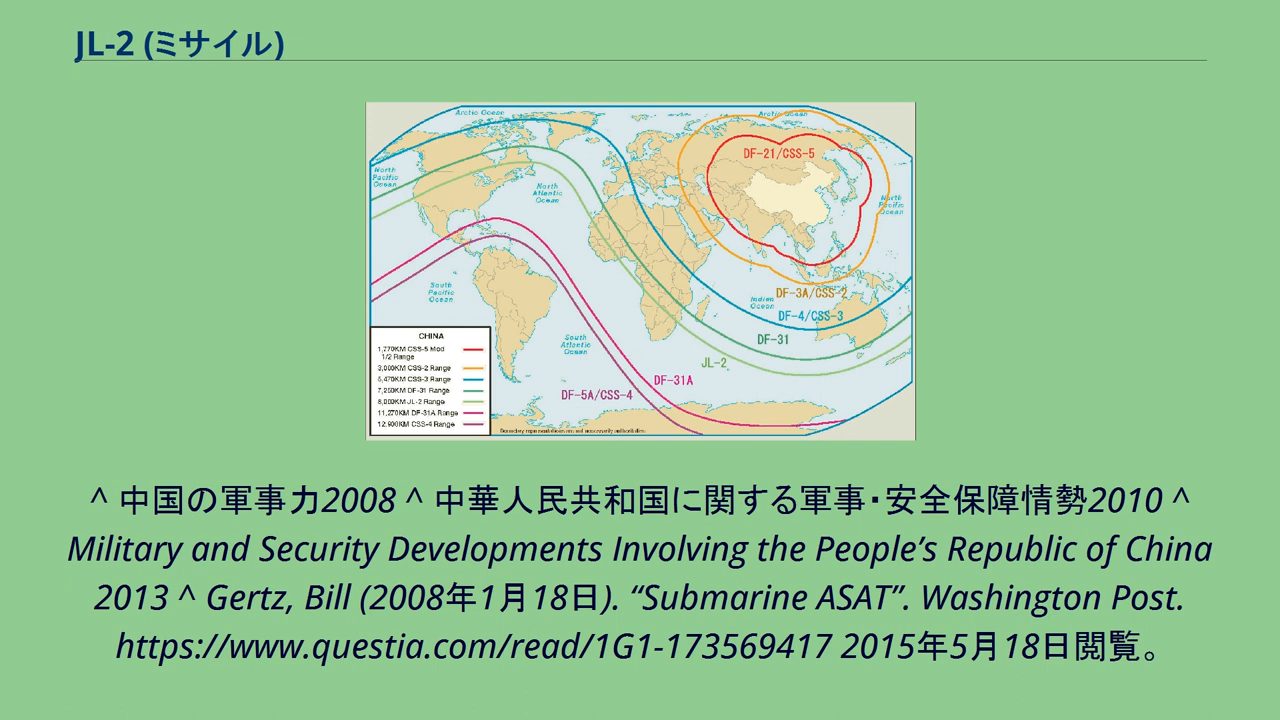 JL-2 (ミサイル)
Arctic Ocean
Arctic Ocean
DF-21/CSS-5
North
Pacific
Ocean
North
Atlantic
Ocean
North
Pacific
Ocean
South
Pacific
Ocean
Indian
Ocean
DF-3A/CSS-2
DF-4/CSS-3
DF-31
JL-2
South
Atlantic
Ocean
DF-31A
DF-5A/CSS-4
CHINA
1,770KM CSS-5 Mod
1/2 Range
3,000KM CSS-2 Range
5,470KM CSS-3 Range
7,250KM DF-31 Range
8,000KM JL-2 Range
11,270KM DF-31A Range
12,900KM CSS-4 Range
Boundary representations are not necessarily authoritative.
^ 中国の軍事力2008 ^ 中華人民共和国に関する軍事・安全保障情勢2010 ^
Military and Security Developments Involving the People’s Republic of China
2013 ^ Gertz, Bill (2008年1月18日). “Submarine ASAT”. Washington Post.
https://www.questia.com/read/1G1-173569417 2015年5月18日閲覧。